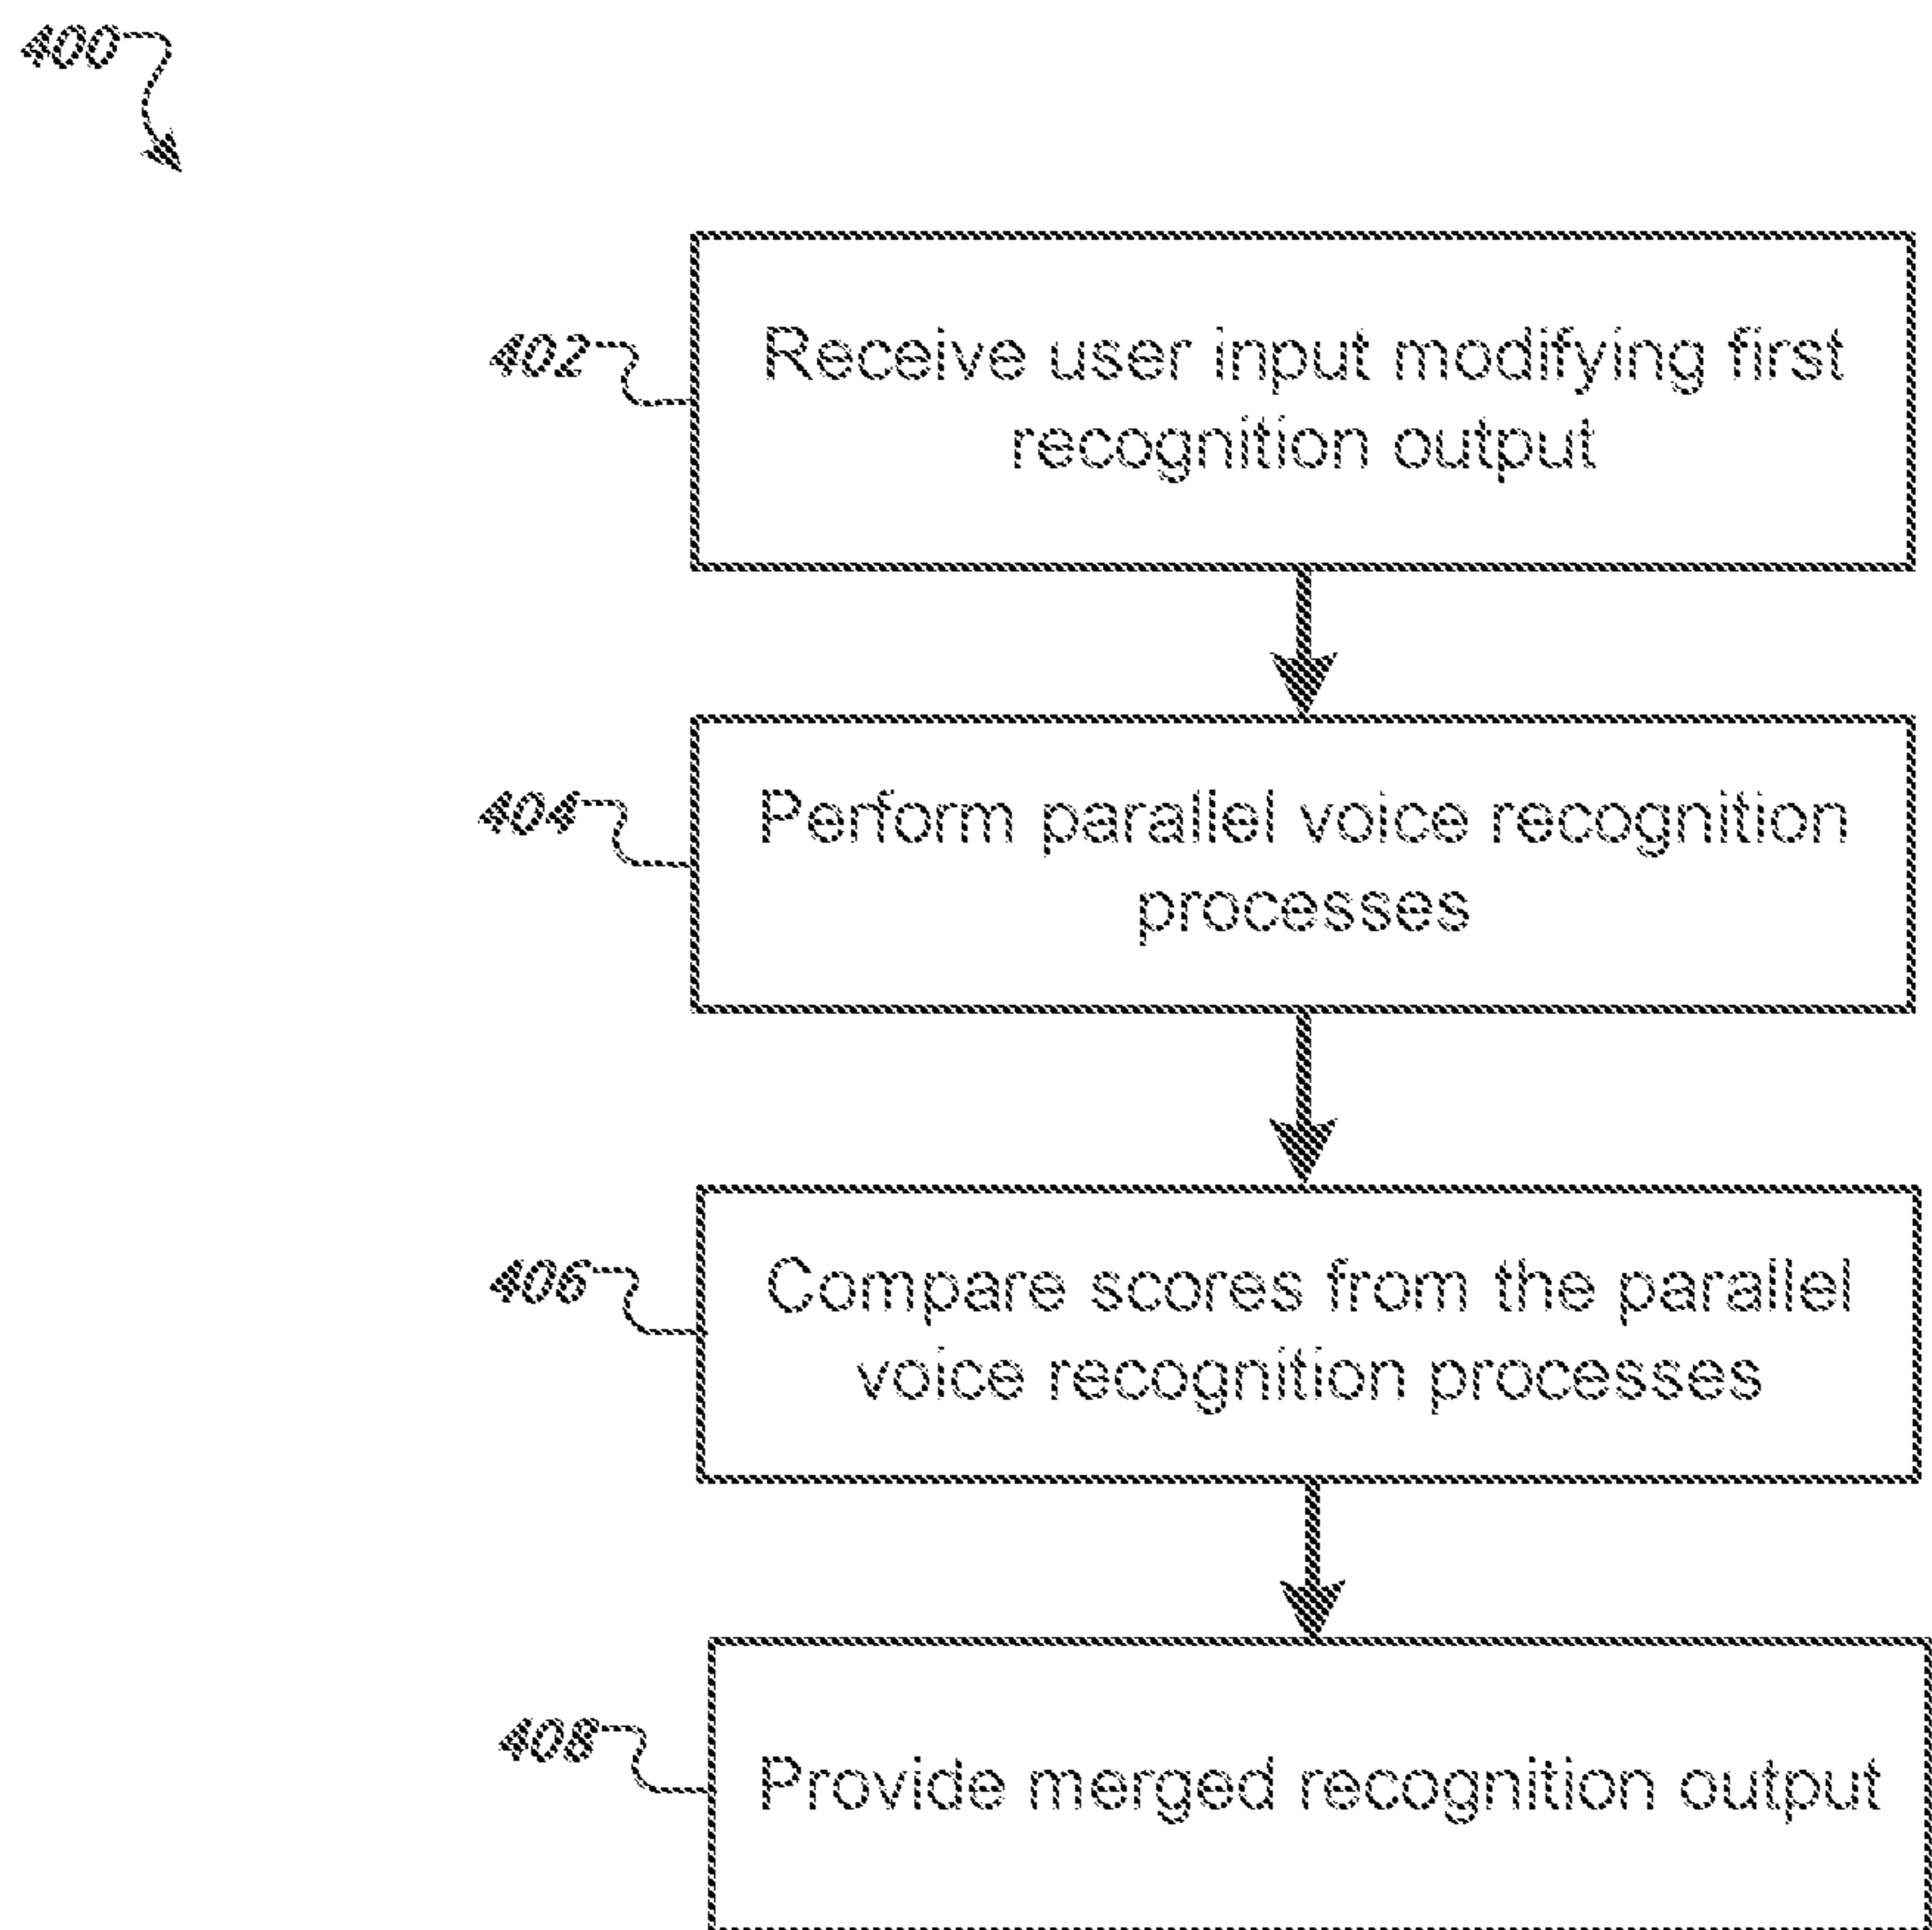 400
402
Receive user input modifying first
recognition output
404
Perform parallel voice recognition
processes
406
Compare scores from the parallel
voice recognition processes
408
Provide merged recognition output